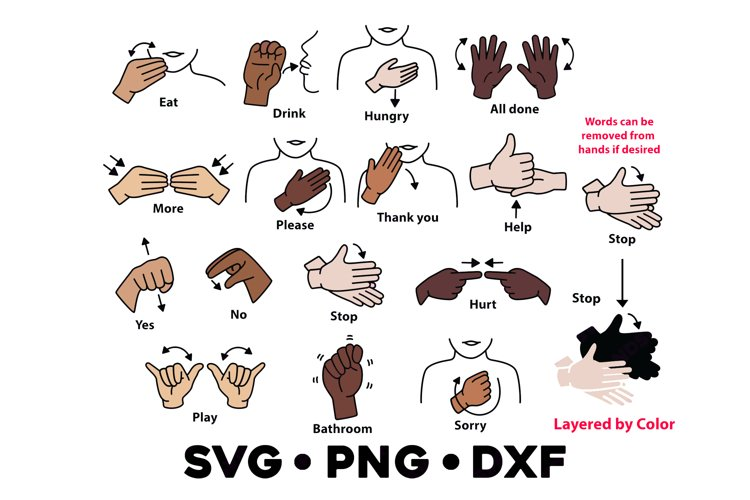 Eat
Drink
Hungry
All done
Words can be
removed from
hands if desired
More
Please
Thank you
Help
Stop
Yes
No
Stop
Hurt
Stop
Play
Bathroom
Sorry
Layered by Color
SVG • PNG • DXF